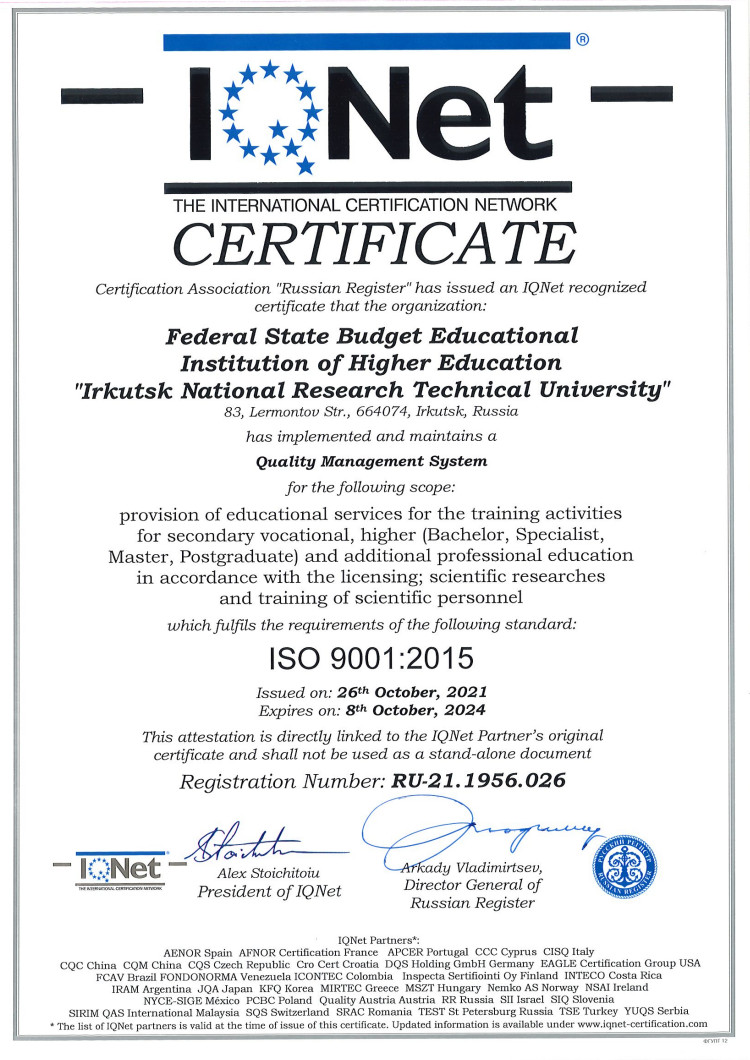 ®
IQNet
THE INTERNATIONAL CERTIFICATION NETWORK
CERTIFICATE
Certification Association "Russian Register" has issued an IQNet recognized
certificate that the organization:
Federal State Budget Educational
Institution of Higher Education
"Irkutsk National Research Technical University"
83, Lermontov Str., 664074, Irkutsk, Russia
has implemented and maintains a
Quality Management System
for the following scope:
provision of educational services for the training activities
for secondary vocational, higher (Bachelor, Specialist,
Master, Postgraduate) and additional professional education
in accordance with the licensing; scientific researches
and training of scientific personnel
which fulfils the requirements of the following standard:
ISO 9001:2015
Issued on: 26th October, 2021
Expires on: 8th October, 2024
This attestation is directly linked to the IQNet Partner's original
certificate and shall not be used as a stand-alone document
Registration Number: RU-21.1956.026
IQNet
THE INTERNATIONAL CERTIFICATION NETWORK
Alex Stoichitoiu
President of IQNet
Arkady Vladimirtsev,
Director General of
Russian Register
РУССКИЙ РЕГИСТР
RUSSIAN REGISTER
IQNet Partners*:
AENOR Spain AFNOR Certification France APCER Portugal CCC Cyprus CISQ Italy
CQC China CQM China CQS Czech Republic Cro Cert Croatia DQS Holding GmbH Germany EAGLE Certification Group USA
FCAV Brazil FONDONORMA Venezuela ICONTEC Colombia Inspecta Sertifiointi Oy Finland INTECO Costa Rica
IRAM Argentina JQA Japan KFQ Korea MIRTEC Greece MSZT Hungary Nemko AS Norway NSAI Ireland
NYCE-SIGE México PCBC Poland Quality Austria Austria RR Russia SII Israel SIQ Slovenia
SIRIM QAS International Malaysia SQS Switzerland SRAC Romania TEST St Petersburg Russia TSE Turkey YUQS Serbia
* The list of IQNet partners is valid at the time of issue of this certificate. Updated information is available under www.iqnet-certification.com